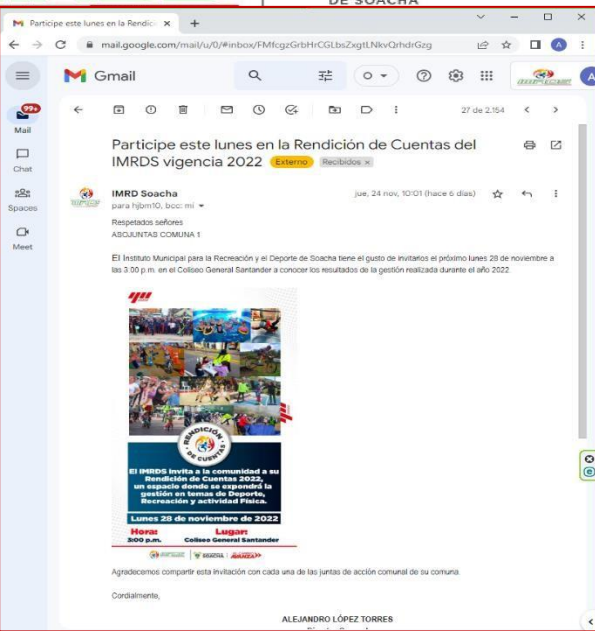 DE SOACHA
Participe este lunes en la Rendic
mail.google.com/mail/u/0/#inbox/FMfcgzGrbHrCGLbsZxgtLNkvQrhdrGzg
Gmail
99+
Mail
Chat
Spaces
Meet
27 de 2.154
Participe este lunes en la Rendición de Cuentas del
IMRDS vigencia 2022 Externo Recibidos x
IMRD Soacha
jue, 24 nov, 10:01 (hace 6 días)
para hjbm10, bcc: mí
Respetados señores
ASOJUNTAS COMUNA 1
El Instituto Municipal para la Recreación y el Deporte de Soacha tiene el gusto de invitarlos el próximo lunes 28 de noviembre a
las 3:00 p.m. en el Coliseo General Santander a conocer los resultados de la gestión realizada durante el año 2022
RENDICIÓN
DE CUENTAS
El IMRDS invita a la comunidad a su
Rendición de Cuentas 2022,
un espacio donde se expondrá la
gestión en temas de Deporte,
Recreación y actividad Física.
Lunes 28 de noviembre de 2022
Hora: Lugar:
3:00 p.m. Coliseo General Santander
SOACHA AVANZA
Agradecemos compartir esta invitación con cada una de las juntas de acción comunal de su comuna.
Cordialmente,
ALEJANDRO LÓPEZ TORRES